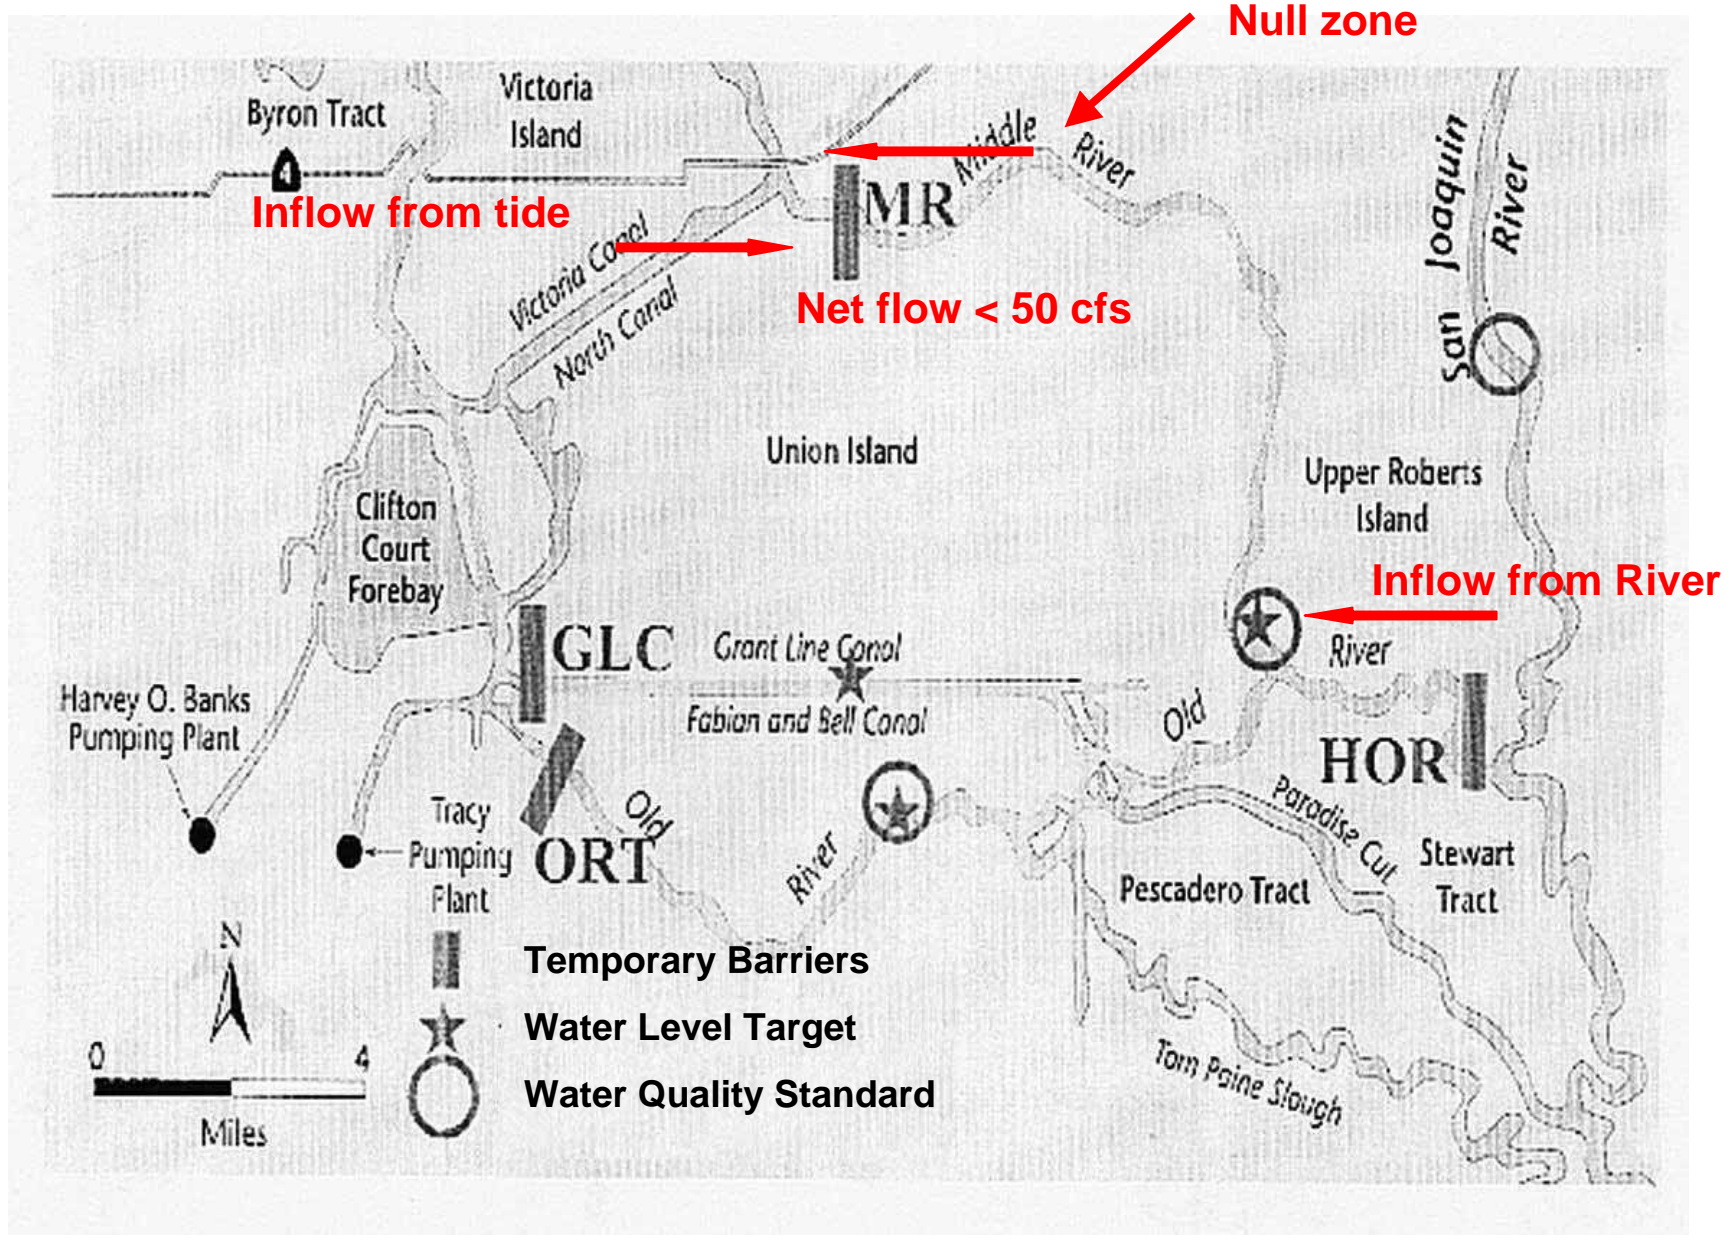 Null zone
Byron Tract
Victoria
Island
4
Middle
River
San Joaquin
River
Inflow from tide
MR
Victoria Canal
North Canal
Net flow < 50 cfs
Union Island
Upper Roberts
Island
Clifton
Court
Forebay
Inflow from River
GLC
Grant Line Canal
River
Harvey O. Banks
Pumping Plant
Fabian and Bell Canal
Old
HOR
Tracy
Pumping
Plant
ORT
Old
River
Paradise Cut
Stewart
Tract
Pescadero Tract
N
Temporary Barriers
Water Level Target
Water Quality Standard
0
4
Miles
Tom Paine Slough